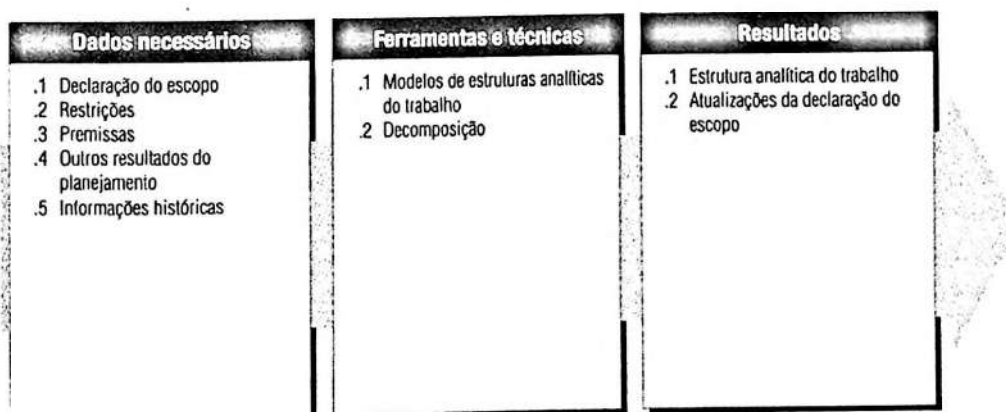 Dados necessários
.1 Declaração do escopo
.2 Restrições
.3 Premissas
.4 Outros resultados do
planejamento
.5 Informações históricas
Ferramentas e técnicas
.1 Modelos de estruturas analíticas
do trabalho
.2 Decomposição
Resultados
.1 Estrutura analítica do trabalho
.2 Atualizações da declaração do
escopo